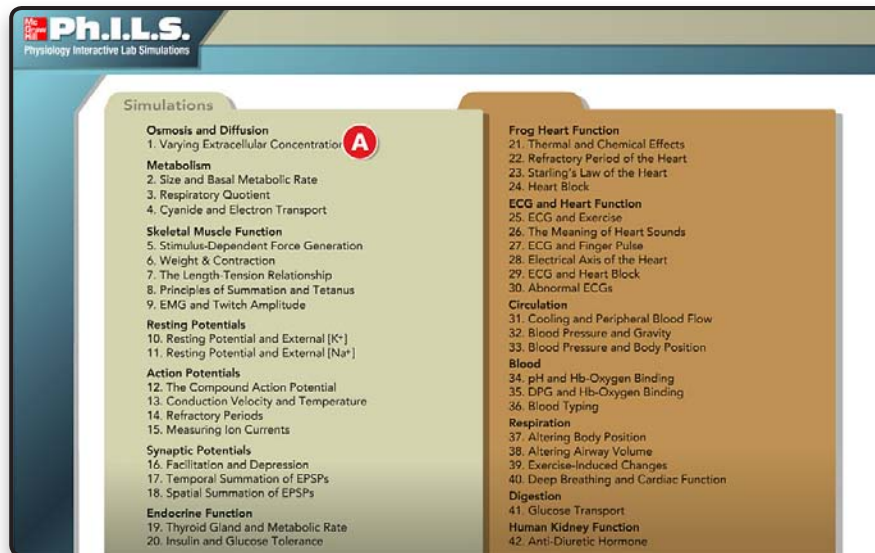 Mc
Graw
Hill
Ph.I.L.S.
Physiology Interactive Lab Simulations
Simulations
Osmosis and Diffusion
1. Varying Extracellular Concentration
A
Metabolism
2. Size and Basal Metabolic Rate
3. Respiratory Quotient
4. Cyanide and Electron Transport
Skeletal Muscle Function
5. Stimulus-Dependent Force Generation
6. Weight & Contraction
7. The Length-Tension Relationship
8. Principles of Summation and Tetanus
9. EMG and Twitch Amplitude
Resting Potentials
10. Resting Potential and External [K⁺]
11. Resting Potential and External [Na⁺]
Action Potentials
12. The Compound Action Potential
13. Conduction Velocity and Temperature
14. Refractory Periods
15. Measuring Ion Currents
Synaptic Potentials
16. Facilitation and Depression
17. Temporal Summation of EPSPs
18. Spatial Summation of EPSPs
Endocrine Function
19. Thyroid Gland and Metabolic Rate
20. Insulin and Glucose Tolerance
Frog Heart Function
21. Thermal and Chemical Effects
22. Refractory Period of the Heart
23. Starling's Law of the Heart
24. Heart Block
ECG and Heart Function
25. ECG and Exercise
26. The Meaning of Heart Sounds
27. ECG and Finger Pulse
28. Electrical Axis of the Heart
29. ECG and Heart Block
30. Abnormal ECGs
Circulation
31. Cooling and Peripheral Blood Flow
32. Blood Pressure and Gravity
33. Blood Pressure and Body Position
Blood
34. pH and Hb-Oxygen Binding
35. DPG and Hb-Oxygen Binding
36. Blood Typing
Respiration
37. Altering Body Position
38. Altering Airway Volume
39. Exercise-Induced Changes
40. Deep Breathing and Cardiac Function
Digestion
41. Glucose Transport
Human Kidney Function
42. Anti-Diuretic Hormone